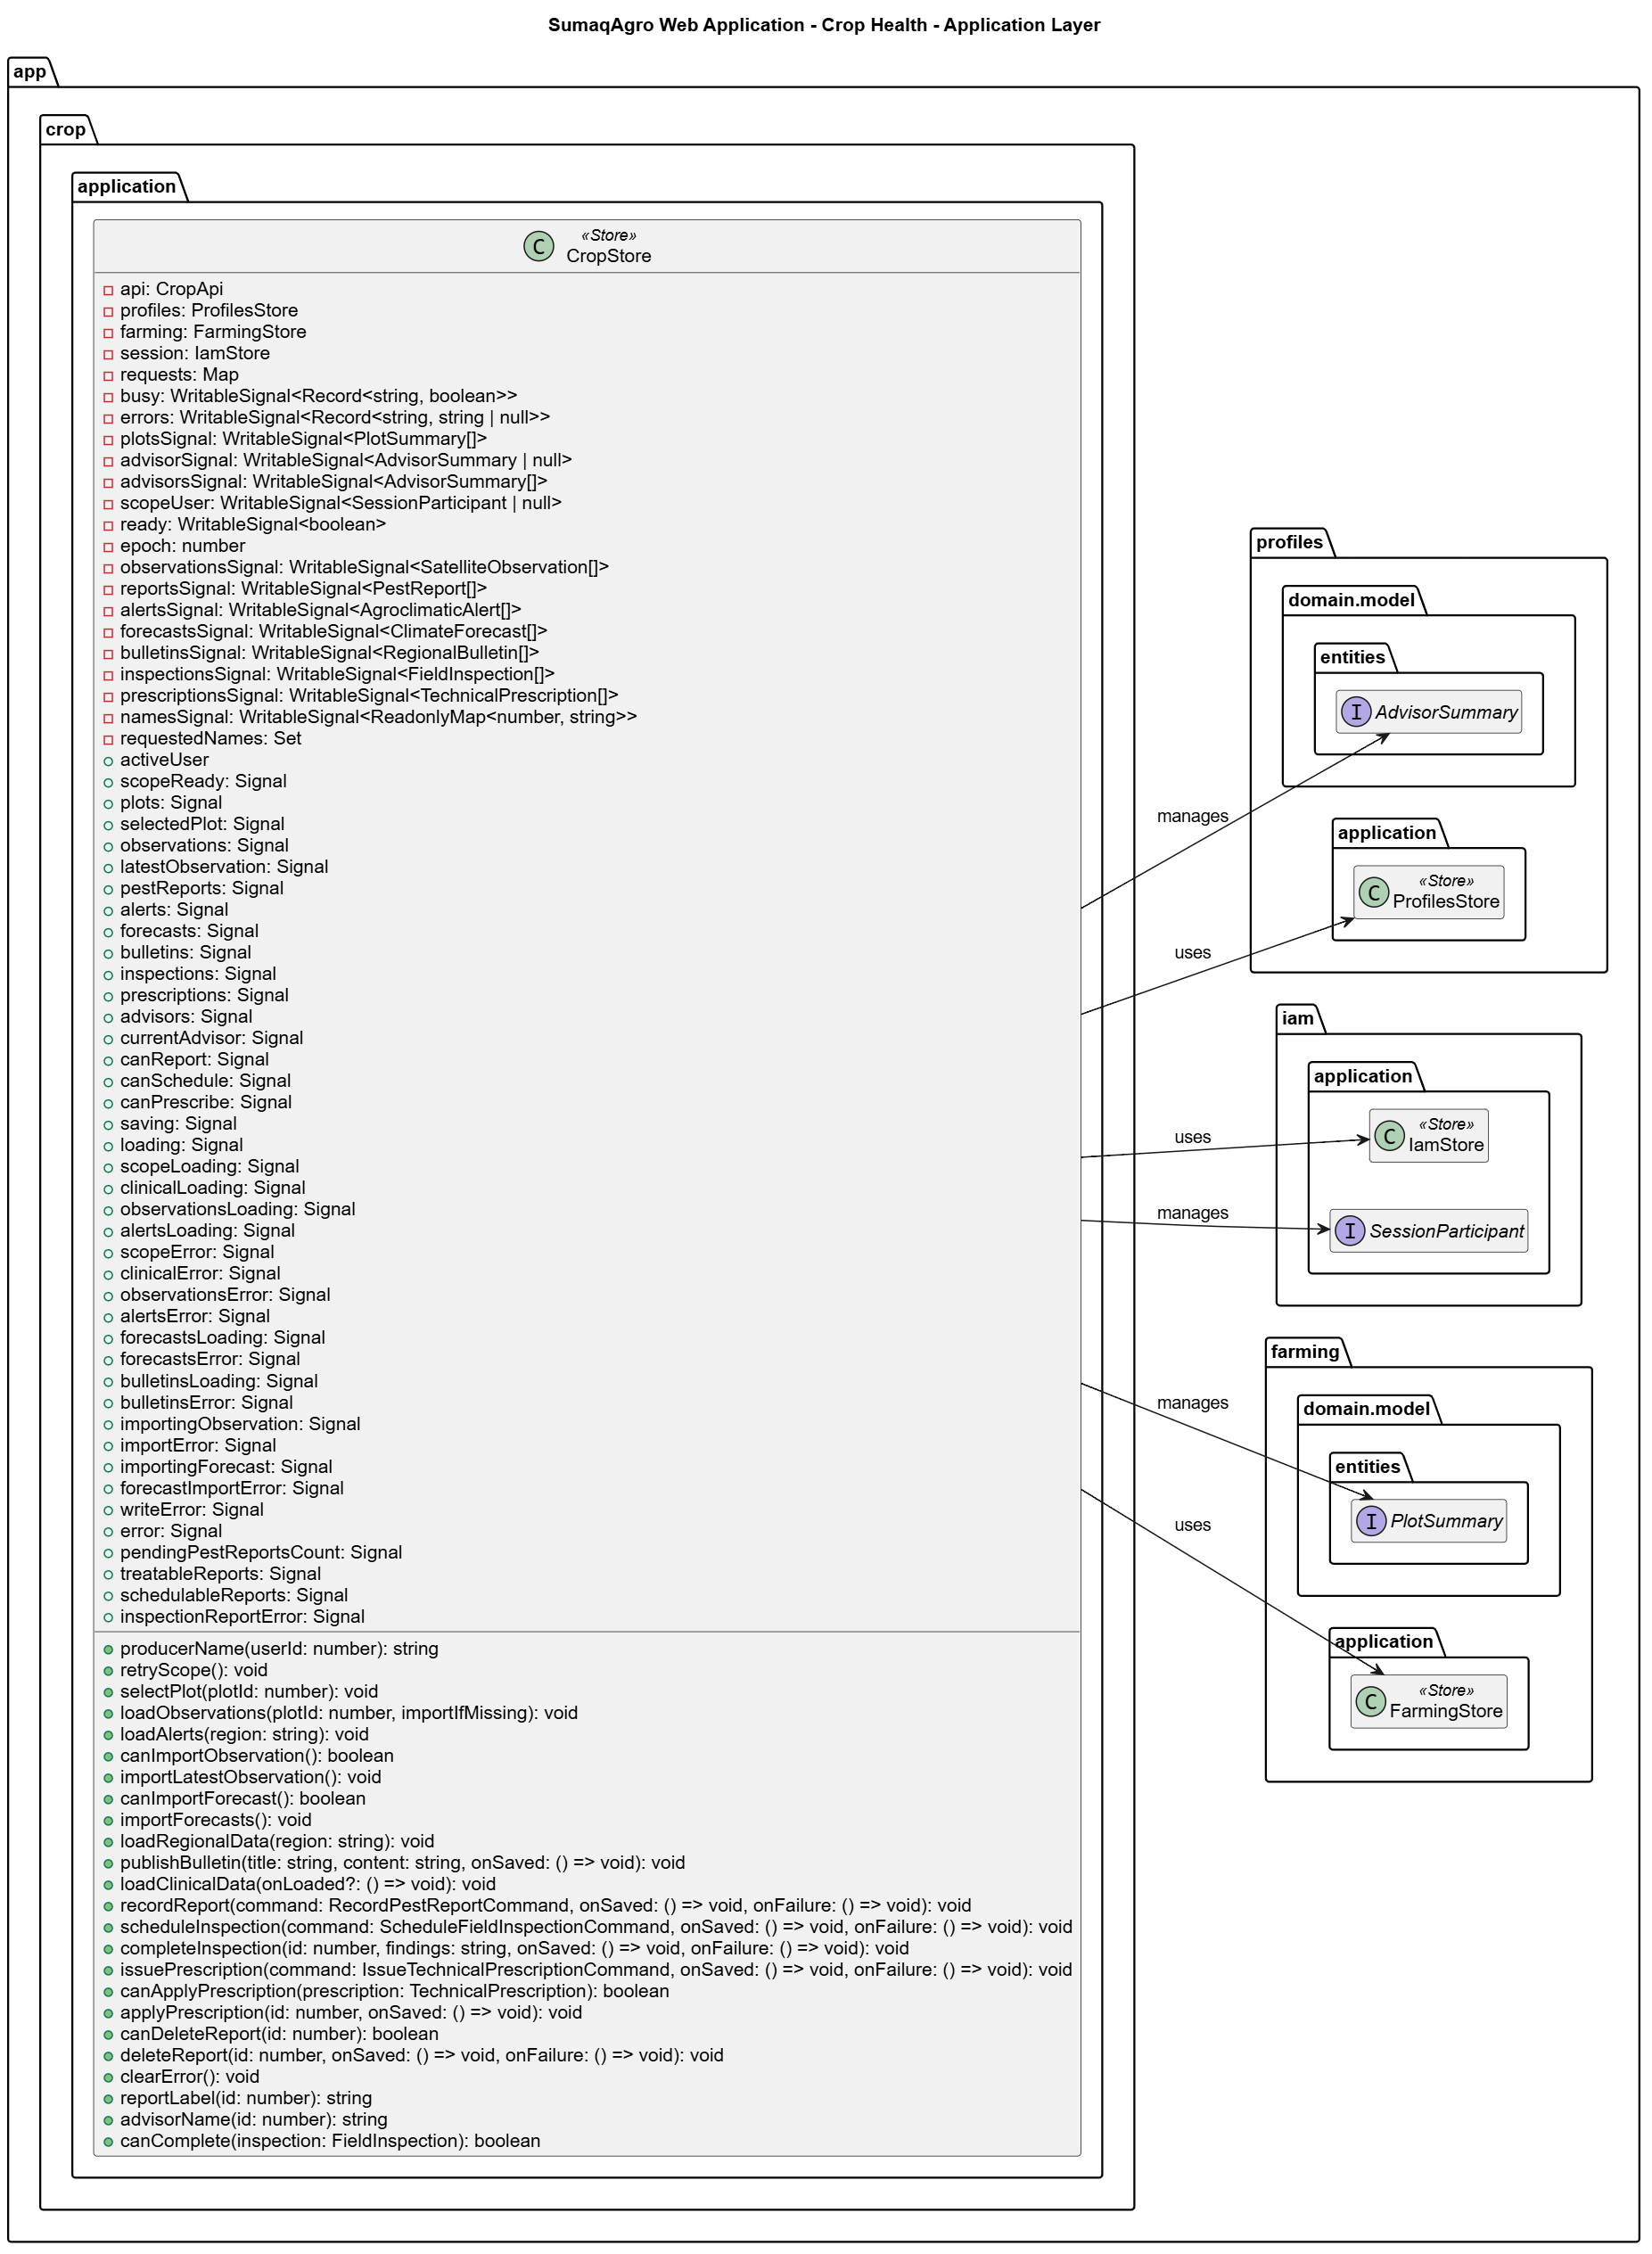 SumaqAgro Web Application - Crop Health - Application Layer
app
crop
application
C
«Store»
CropStore
api: CropApi
profiles: ProfilesStore
farming: FarmingStore
session: IamStore
requests: Map
busy: WritableSignal<Record<string, boolean>>
errors: WritableSignal<Record<string, string | null>>
plotsSignal: WritableSignal<PlotSummary[]>
advisorSignal: WritableSignal<AdvisorSummary | null>
advisorsSignal: WritableSignal<AdvisorSummary[]>
scopeUser: WritableSignal<SessionParticipant | null>
ready: WritableSignal<boolean>
epoch: number
observationsSignal: WritableSignal<SatelliteObservation[]>
reportsSignal: WritableSignal<PestReport[]>
alertsSignal: WritableSignal<AgroclimaticAlert[]>
forecastsSignal: WritableSignal<ClimateForecast[]>
bulletinsSignal: WritableSignal<RegionalBulletin[]>
inspectionsSignal: WritableSignal<FieldInspection[]>
prescriptionsSignal: WritableSignal<TechnicalPrescription[]>
namesSignal: WritableSignal<ReadonlyMap<number, string>>
requestedNames: Set
activeUser
scopeReady: Signal
plots: Signal
selectedPlot: Signal
observations: Signal
latestObservation: Signal
pestReports: Signal
alerts: Signal
forecasts: Signal
bulletins: Signal
inspections: Signal
prescriptions: Signal
advisors: Signal
currentAdvisor: Signal
canReport: Signal
canSchedule: Signal
canPrescribe: Signal
saving: Signal
loading: Signal
scopeLoading: Signal
clinicalLoading: Signal
observationsLoading: Signal
alertsLoading: Signal
scopeError: Signal
clinicalError: Signal
observationsError: Signal
alertsError: Signal
forecastsLoading: Signal
forecastsError: Signal
bulletinsLoading: Signal
bulletinsError: Signal
importingObservation: Signal
importError: Signal
importingForecast: Signal
forecastImportError: Signal
writeError: Signal
error: Signal
pendingPestReportsCount: Signal
treatableReports: Signal
schedulableReports: Signal
inspectionReportError: Signal
producerName(userId: number): string
retryScope(): void
selectPlot(plotId: number): void
loadObservations(plotId: number, importIfMissing): void
loadAlerts(region: string): void
canImportObservation(): boolean
importLatestObservation(): void
canImportForecast(): boolean
importForecasts(): void
loadRegionalData(region: string): void
publishBulletin(title: string, content: string, onSaved: () => void): void
loadClinicalData(onLoaded?: () => void): void
recordReport(command: RecordPestReportCommand, onSaved: () => void, onFailure: () => void): void
scheduleInspection(command: ScheduleFieldInspectionCommand, onSaved: () => void, onFailure: () => void): void
completeInspection(id: number, findings: string, onSaved: () => void, onFailure: () => void): void
issuePrescription(command: IssueTechnicalPrescriptionCommand, onSaved: () => void, onFailure: () => void): void
canApplyPrescription(prescription: TechnicalPrescription): boolean
applyPrescription(id: number, onSaved: () => void): void
canDeleteReport(id: number): boolean
deleteReport(id: number, onSaved: () => void, onFailure: () => void): void
clearError(): void
reportLabel(id: number): string
advisorName(id: number): string
canComplete(inspection: FieldInspection): boolean
manages
uses
uses
manages
manages
uses
profiles
domain.model
entities
I
AdvisorSummary
application
C
«Store»
ProfilesStore
iam
application
C
«Store»
IamStore
I
SessionParticipant
farming
domain.model
entities
I
PlotSummary
application
C
«Store»
FarmingStore